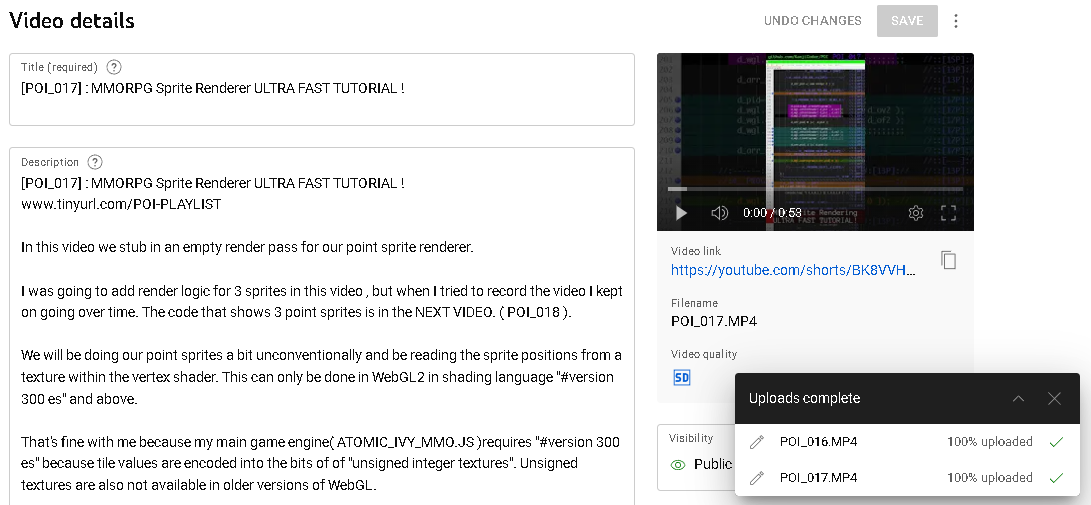 Video details
UNDO CHANGES
SAVE
Title (required)
[POI_017] : MMORPG Sprite Renderer ULTRA FAST TUTORIAL !
Description
[POI_017] : MMORPG Sprite Renderer ULTRA FAST TUTORIAL !
www.tinyurl.com/POI-PLAYLIST
In this video we stub in an empty render pass for our point sprite renderer.
I was going to add render logic for 3 sprites in this video , but when I tried to record the video I kept
on going over time. The code that shows 3 point sprites is in the NEXT VIDEO. ( POI_018 ).
We will be doing our point sprites a bit unconventionally and be reading the sprite positions from a
texture within the vertex shader. This can only be done in WebGL2 in shading language "#version
300 es" and above.
That's fine with me because my main game engine( ATOMIC_IVY_MMO.JS )requires "#version 300
es" because tile values are encoded into the bits of of "unsigned integer textures". Unsigned
textures are also not available in older versions of WebGL.
0:00 / 0:53
Video link
https://youtube.com/shorts/BK8VVH...
Filename
POI_017.MP4
Video quality
SD
Visibility
Public
Uploads complete
POI_016.MP4 100% uploaded
POI_017.MP4 100% uploaded